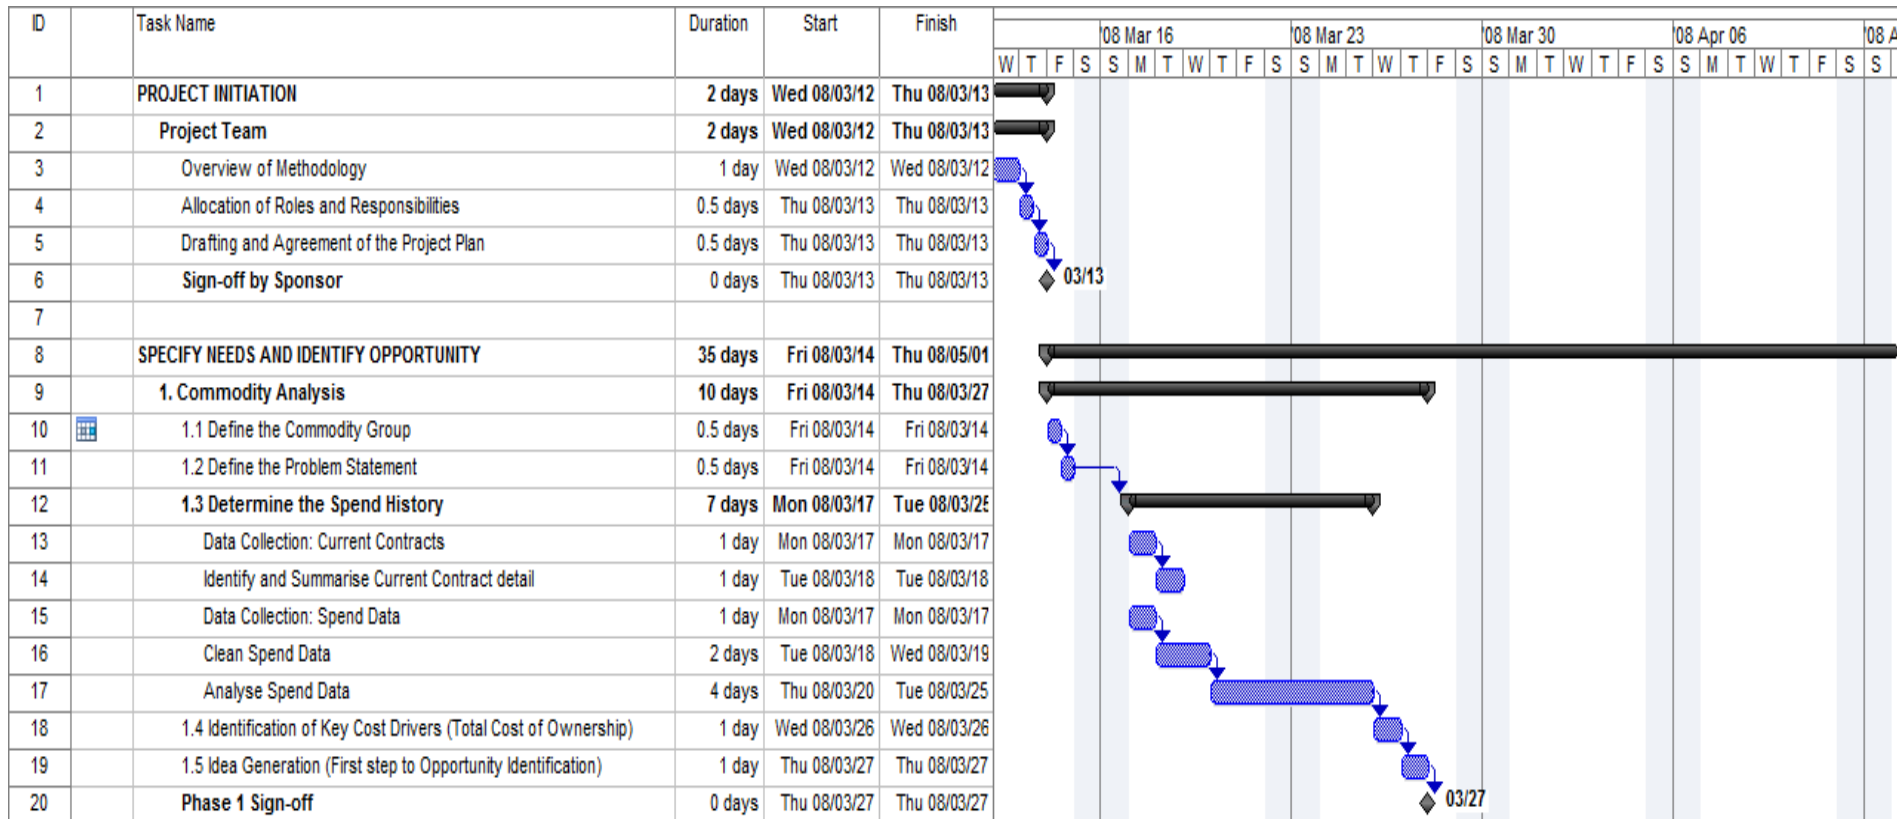 ID Task Name Duration Start Finish
'08 Mar 16 '08 Mar 23 '08 Mar 30 '08 Apr 06 '08 A
W T F S S M T W T F S S M T W T F S S M T W T F S S M T W T F S S
1 PROJECT INITIATION 2 days Wed 08/03/12 Thu 08/03/13
2 Project Team 2 days Wed 08/03/12 Thu 08/03/13
3 Overview of Methodology 1 day Wed 08/03/12 Wed 08/03/12
4 Allocation of Roles and Responsibilities 0.5 days Thu 08/03/13 Thu 08/03/13
5 Drafting and Agreement of the Project Plan 0.5 days Thu 08/03/13 Thu 08/03/13
6 Sign-off by Sponsor 0 days Thu 08/03/13 Thu 08/03/13 03/13
7
8 SPECIFY NEEDS AND IDENTIFY OPPORTUNITY 35 days Fri 08/03/14 Thu 08/05/01
9 1. Commodity Analysis 10 days Fri 08/03/14 Thu 08/03/27
10 1.1 Define the Commodity Group 0.5 days Fri 08/03/14 Fri 08/03/14
11 1.2 Define the Problem Statement 0.5 days Fri 08/03/14 Fri 08/03/14
12 1.3 Determine the Spend History 7 days Mon 08/03/17 Tue 08/03/25
13 Data Collection: Current Contracts 1 day Mon 08/03/17 Mon 08/03/17
14 Identify and Summarise Current Contract detail 1 day Tue 08/03/18 Tue 08/03/18
15 Data Collection: Spend Data 1 day Mon 08/03/17 Mon 08/03/17
16 Clean Spend Data 2 days Tue 08/03/18 Wed 08/03/19
17 Analyse Spend Data 4 days Thu 08/03/20 Tue 08/03/25
18 1.4 Identification of Key Cost Drivers (Total Cost of Ownership) 1 day Wed 08/03/26 Wed 08/03/26
19 1.5 Idea Generation (First step to Opportunity Identification) 1 day Thu 08/03/27 Thu 08/03/27
20 Phase 1 Sign-off 0 days Thu 08/03/27 Thu 08/03/27 03/27